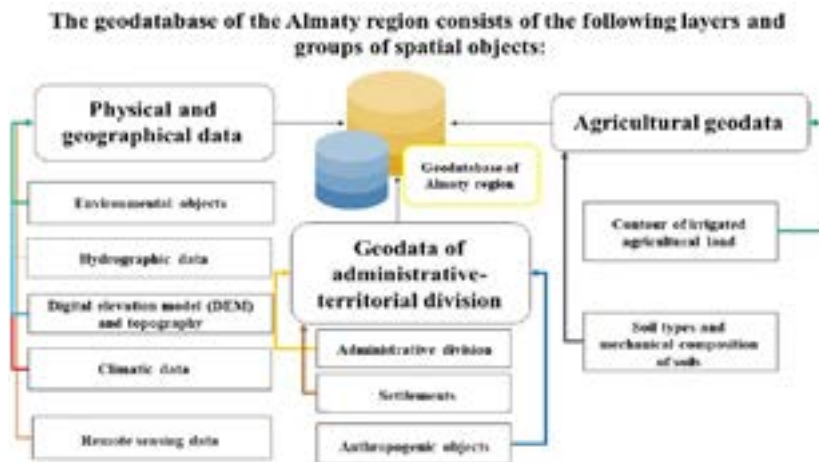 The geodatabase of the Almaty region consists of the following layers and
groups of spatial objects:
Physical and
geographical data
Environmental objects
Hydrographic data
Digital elevation model (DEM)
and topography
Climatic data
Remote sensing data
Geodatabase of
Almaty region
Geodata of
administrative-
territorial division
Administrative division
Settlements
Anthropogenic objects
Agricultural geodata
Contour of irrigated
agricultural land
Soil types and
mechanical composition
of soils